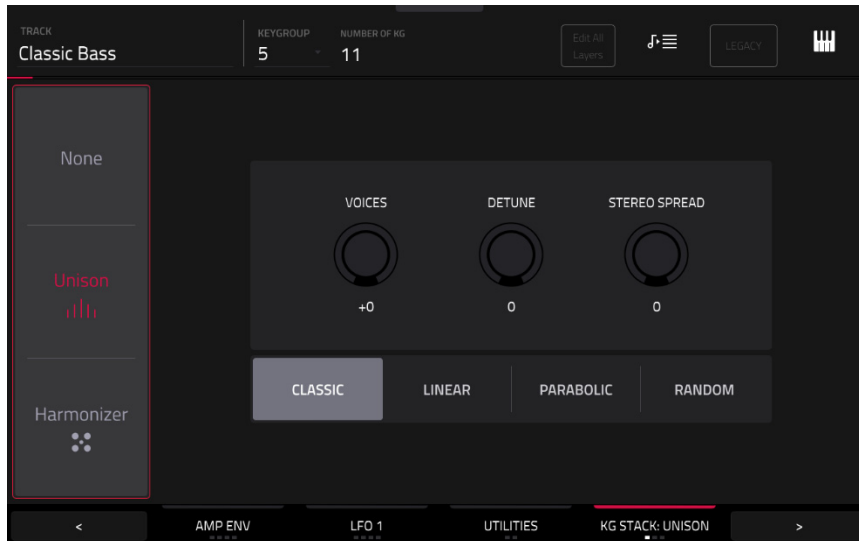 TRACK
Classic Bass
KEYGROUP
5
NUMBER OF KG
11
Edit All
Layers
LEGACY
None
Unison
Harmonizer
VOICES
+0
DETUNE
0
STEREO SPREAD
0
CLASSIC
LINEAR
PARABOLIC
RANDOM
<
AMP ENV
LFO 1
UTILITIES
KG STACK: UNISON
>